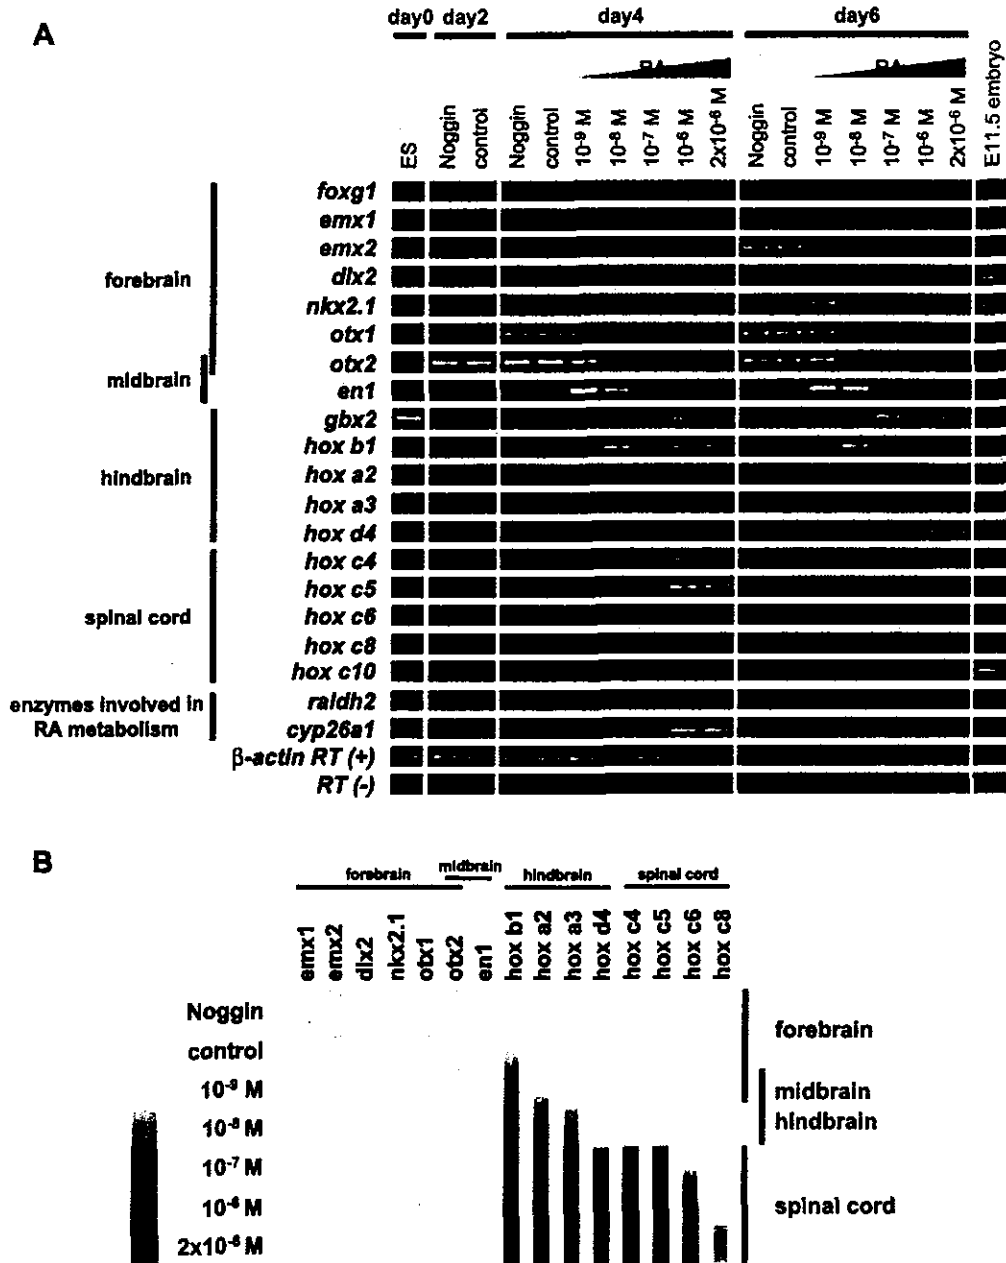 A
day0 day2 day4 day6
RA RA
ES Noggin control Noggin control 10⁻⁹ M 10⁻⁸ M 10⁻⁷ M 10⁻⁶ M 2x10⁻⁶ M Noggin control 10⁻⁹ M 10⁻⁸ M 10⁻⁷ M 10⁻⁶ M 2x10⁻⁶ M E11.5 embryo
foxg1
emx1
emx2
forebrain dlx2
nkx2.1
otx1
otx2
midbrain
en1
gbx2
hox b1
hindbrain hox a2
hox a3
hox d4
hox c4
hox c5
spinal cord hox c6
hox c8
hox c10
enzymes involved in raldh2
RA metabolism cyp26a1
β-actin RT (+)
RT (-)
B
forebrain midbrain hindbrain spinal cord
emx1 emx2 dlx2 nkx2.1 otx1 otx2 en1 hox b1 hox a2 hox a3 hox d4 hox c4 hox c5 hox c6 hox c8
Noggin
forebrain
control
10⁻⁹ M midbrain
10⁻⁸ M hindbrain
10⁻⁷ M
10⁻⁶ M spinal cord
2x10⁻⁶ M